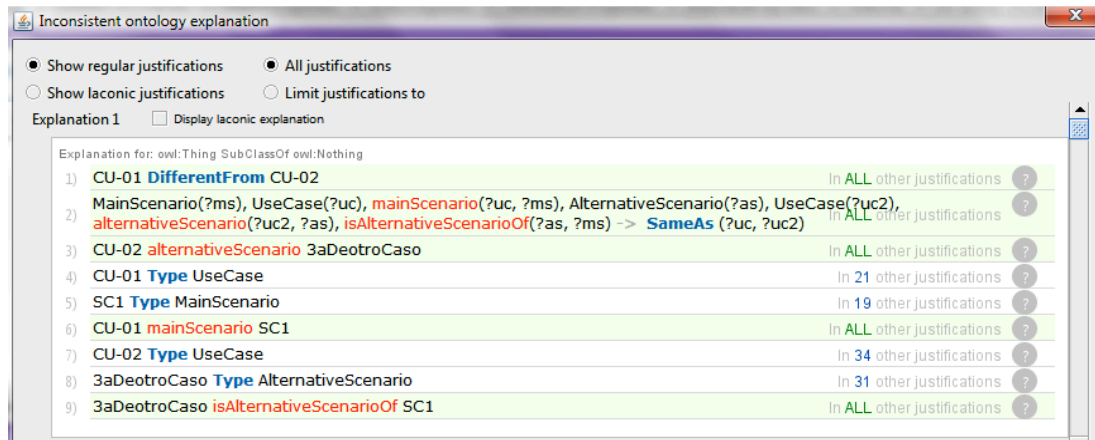 Inconsistent ontology explanation
x
Show regular justifications All justifications
Show laconic justifications Limit justifications to
Explanation 1 Display laconic explanation
Explanation for: owl:Thing SubClassOf owl:Nothing
1) CU-01 DifferentFrom CU-02 In ALL other justifications ?
MainScenario(?ms), UseCase(?uc), mainScenario(?uc, ?ms), AlternativeScenario(?as), UseCase(?uc2), ?
2) alternativeScenario(?uc2, ?as), isAlternativeScenarioOf(?as, ?ms) -> SameAs (?uc, ?uc2) In ALL other justifications
3) CU-02 alternativeScenario 3aDeotroCaso In ALL other justifications ?
4) CU-01 Type UseCase In 21 other justifications ?
5) SC1 Type MainScenario In 19 other justifications ?
6) CU-01 mainScenario SC1 In ALL other justifications ?
7) CU-02 Type UseCase In 34 other justifications ?
8) 3aDeotroCaso Type AlternativeScenario In 31 other justifications ?
9) 3aDeotroCaso isAlternativeScenarioOf SC1 In ALL other justifications ?